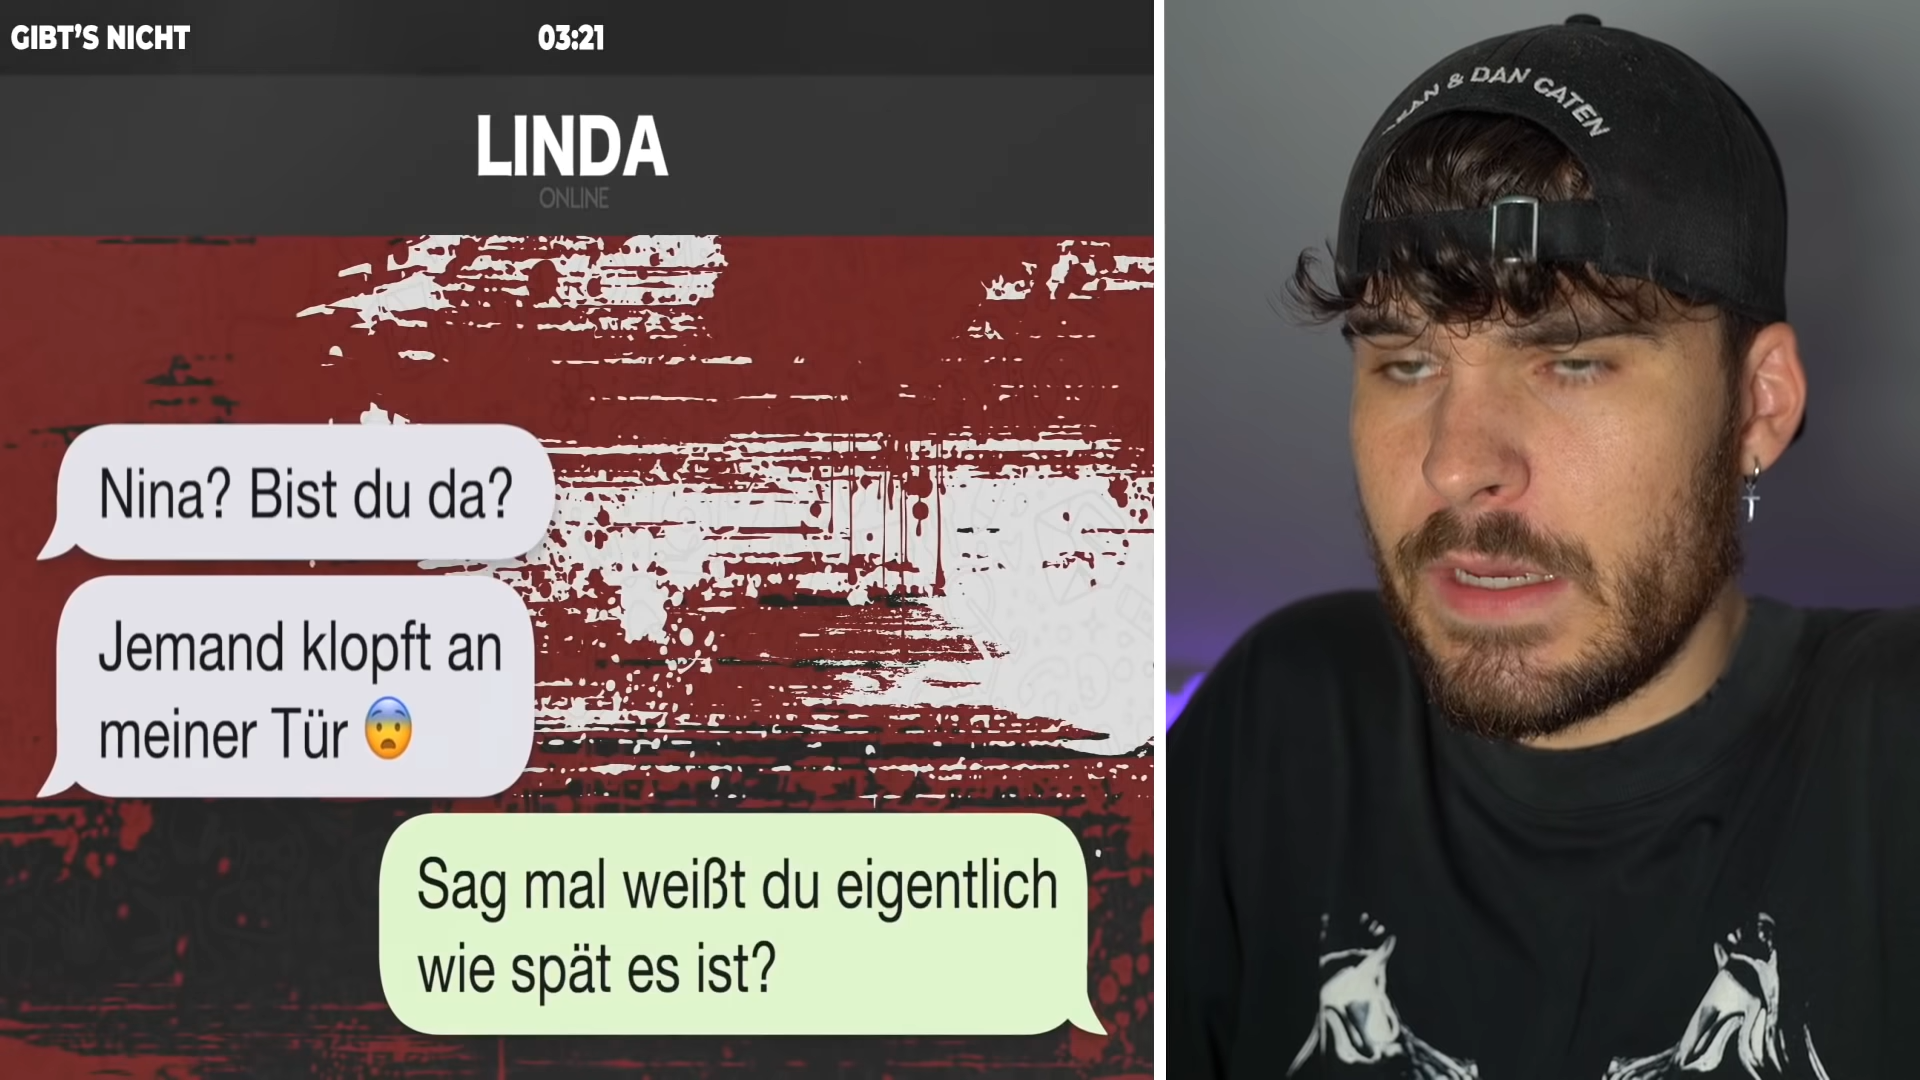 GIBT'S NICHT
03:21
LINDA
ONLINE
Nina? Bist du da?
Jemand klopft an
meiner Tür 😨
Sag mal weißt du eigentlich
wie spät es ist?
& DAN CATEN